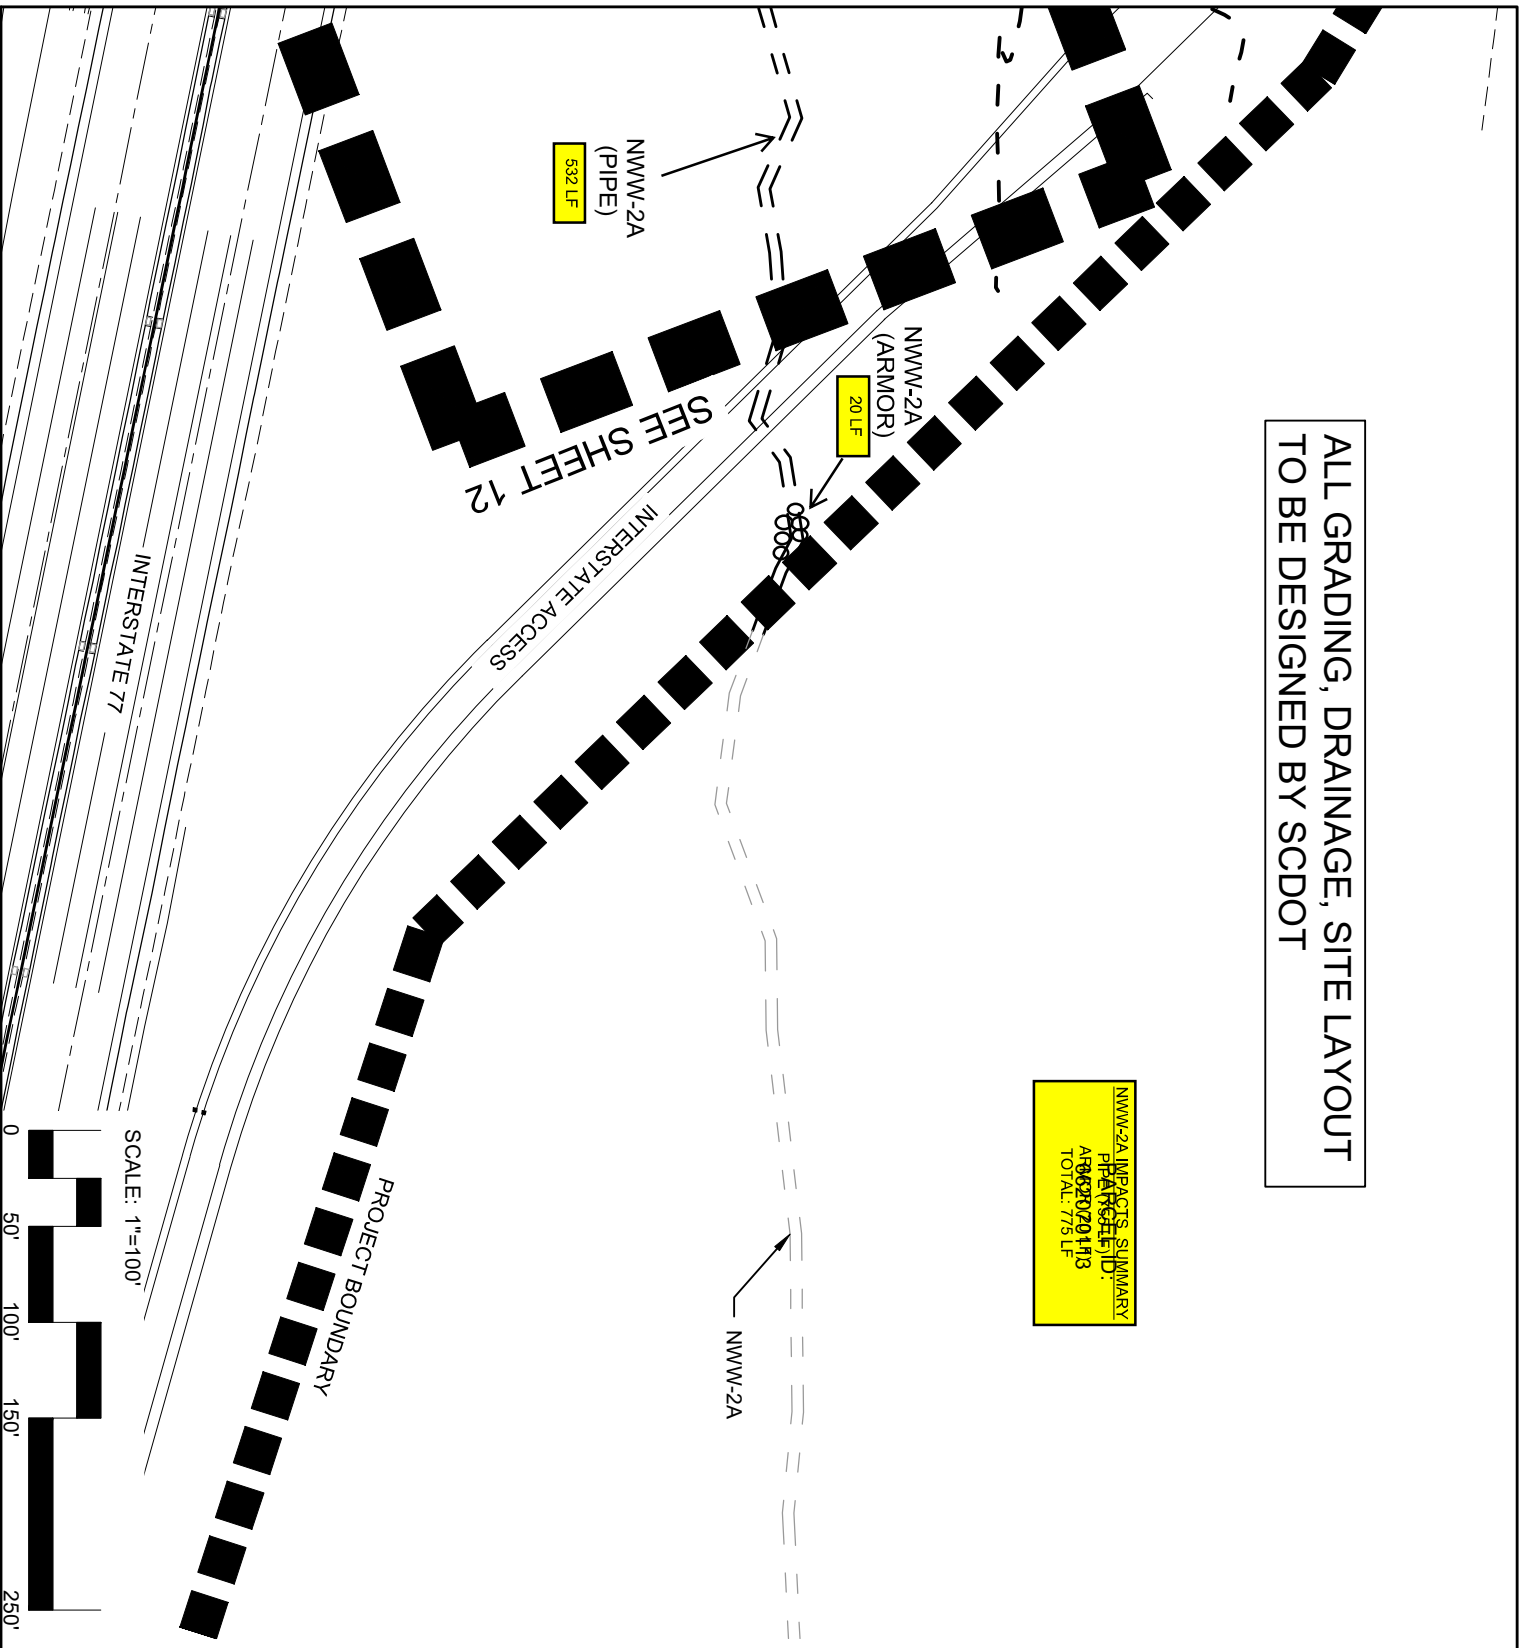 ALL GRADING, DRAINAGE, SITE LAYOUT
TO BE DESIGNED BY SCDOT
NWW-2A IMPACTS SUMMARY
PARCEL ID:
TOTAL: 775 LF
NWW-2A
(ARMOR)
20 LF
NWW-2A
(PIPE)
532 LF
NWW-2A
SEE SHEET 12
INTERSTATE ACCESS
INTERSTATE 77
PROJECT BOUNDARY
SCALE: 1"=100'
0 50' 100' 150' 250'